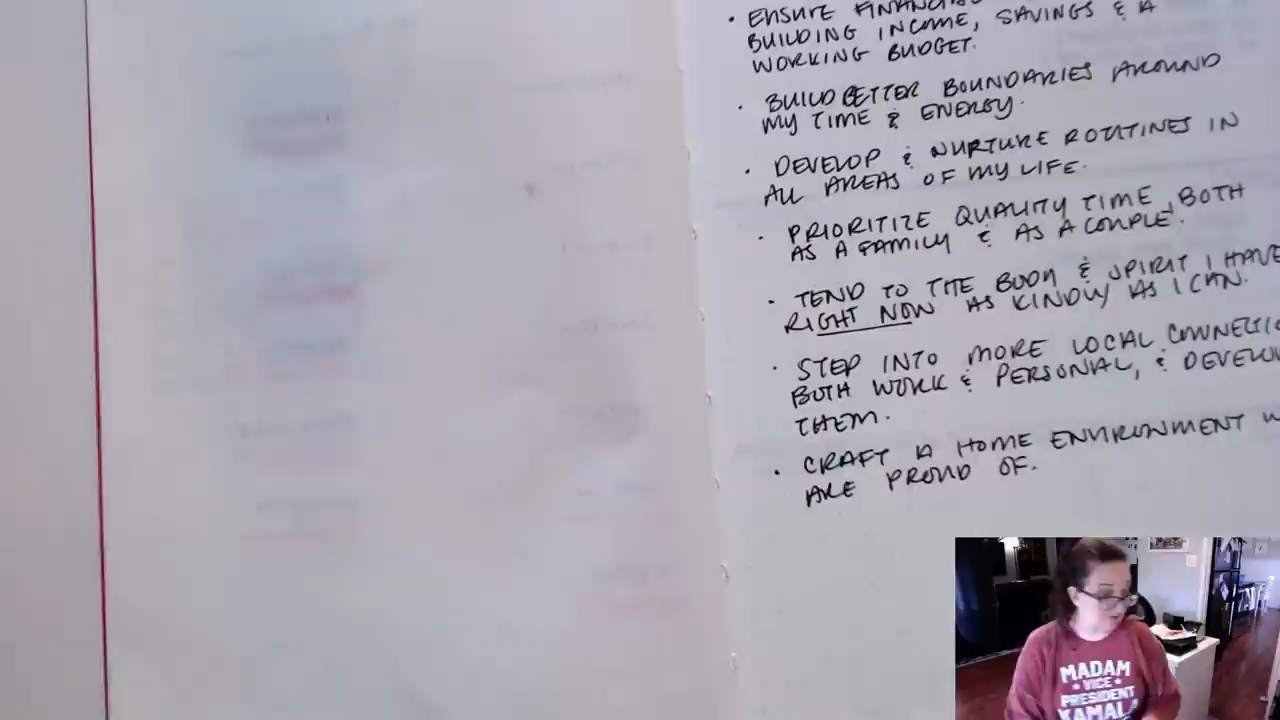 • ENSURE
BUILDING INCOME, SAVINGS & A
WORKING BUDGET.
• BUILD BETTER BOUNDARIES AROUND
MY TIME & ENERGY.
• DEVELOP & NURTURE ROUTINES IN
ALL AREAS OF MY LIFE.
• PRIORITIZE QUALITY TIME, BOTH
AS A FAMILY & AS A COUPLE.
• TEND TO THE BODY & SPIRIT I HAVE
RIGHT NOW AS KINDLY AS I CAN.
• STEP INTO MORE LOCAL
BOTH WORK & PERSONAL, &
THEM.
• CRAFT A HOME ENVIRONMENT
ARE PROUD OF.
MADAM
VICE
PRESIDENT
KAMALA